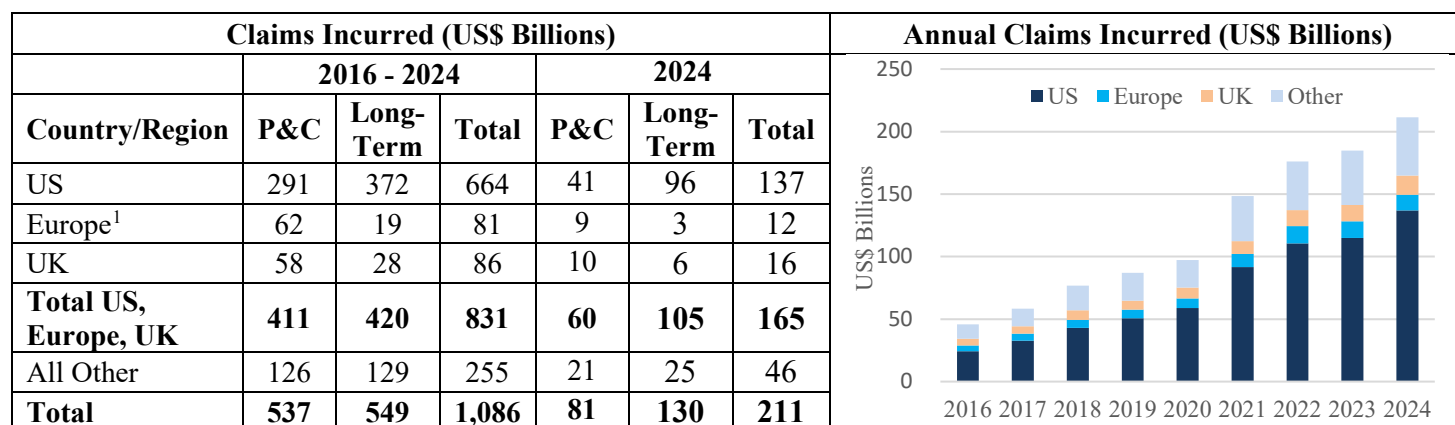 Claims Incurred (US$ Billions)
2016 - 2024 2024
Country/Region P&C Long-Term Total P&C Long-Term Total
US 291 372 664 41 96 137
Europe¹ 62 19 81 9 3 12
UK 58 28 86 10 6 16
Total US, Europe, UK 411 420 831 60 105 165
All Other 126 129 255 21 25 46
Total 537 549 1,086 81 130 211
Annual Claims Incurred (US$ Billions)
US Europe UK Other
US$ Billions
250
200
150
100
50
0
2016 2017 2018 2019 2020 2021 2022 2023 2024